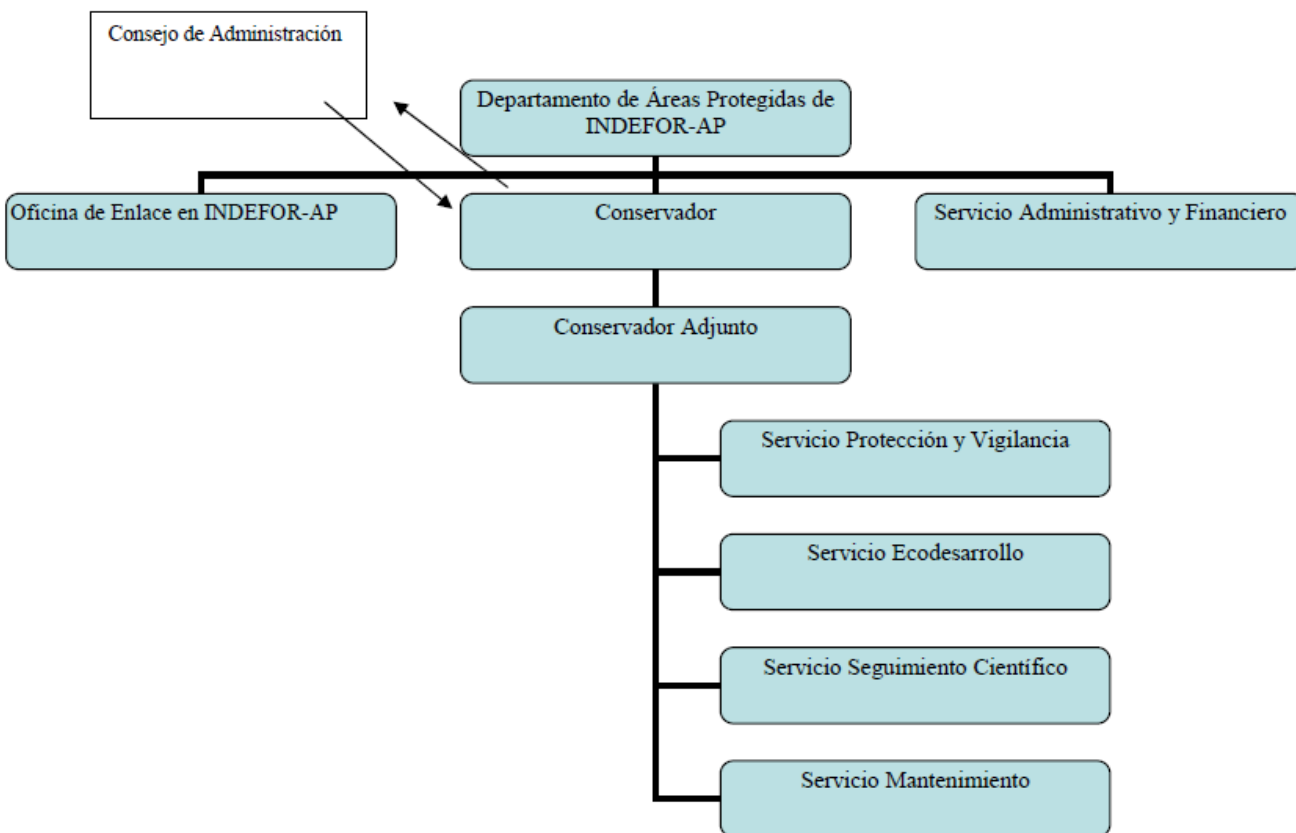 Consejo de Administración
Departamento de Áreas Protegidas de
INDEFOR-AP
Oficina de Enlace en INDEFOR-AP
Conservador
Servicio Administrativo y Financiero
Conservador Adjunto
Servicio Protección y Vigilancia
Servicio Ecodesarrollo
Servicio Seguimiento Científico
Servicio Mantenimiento